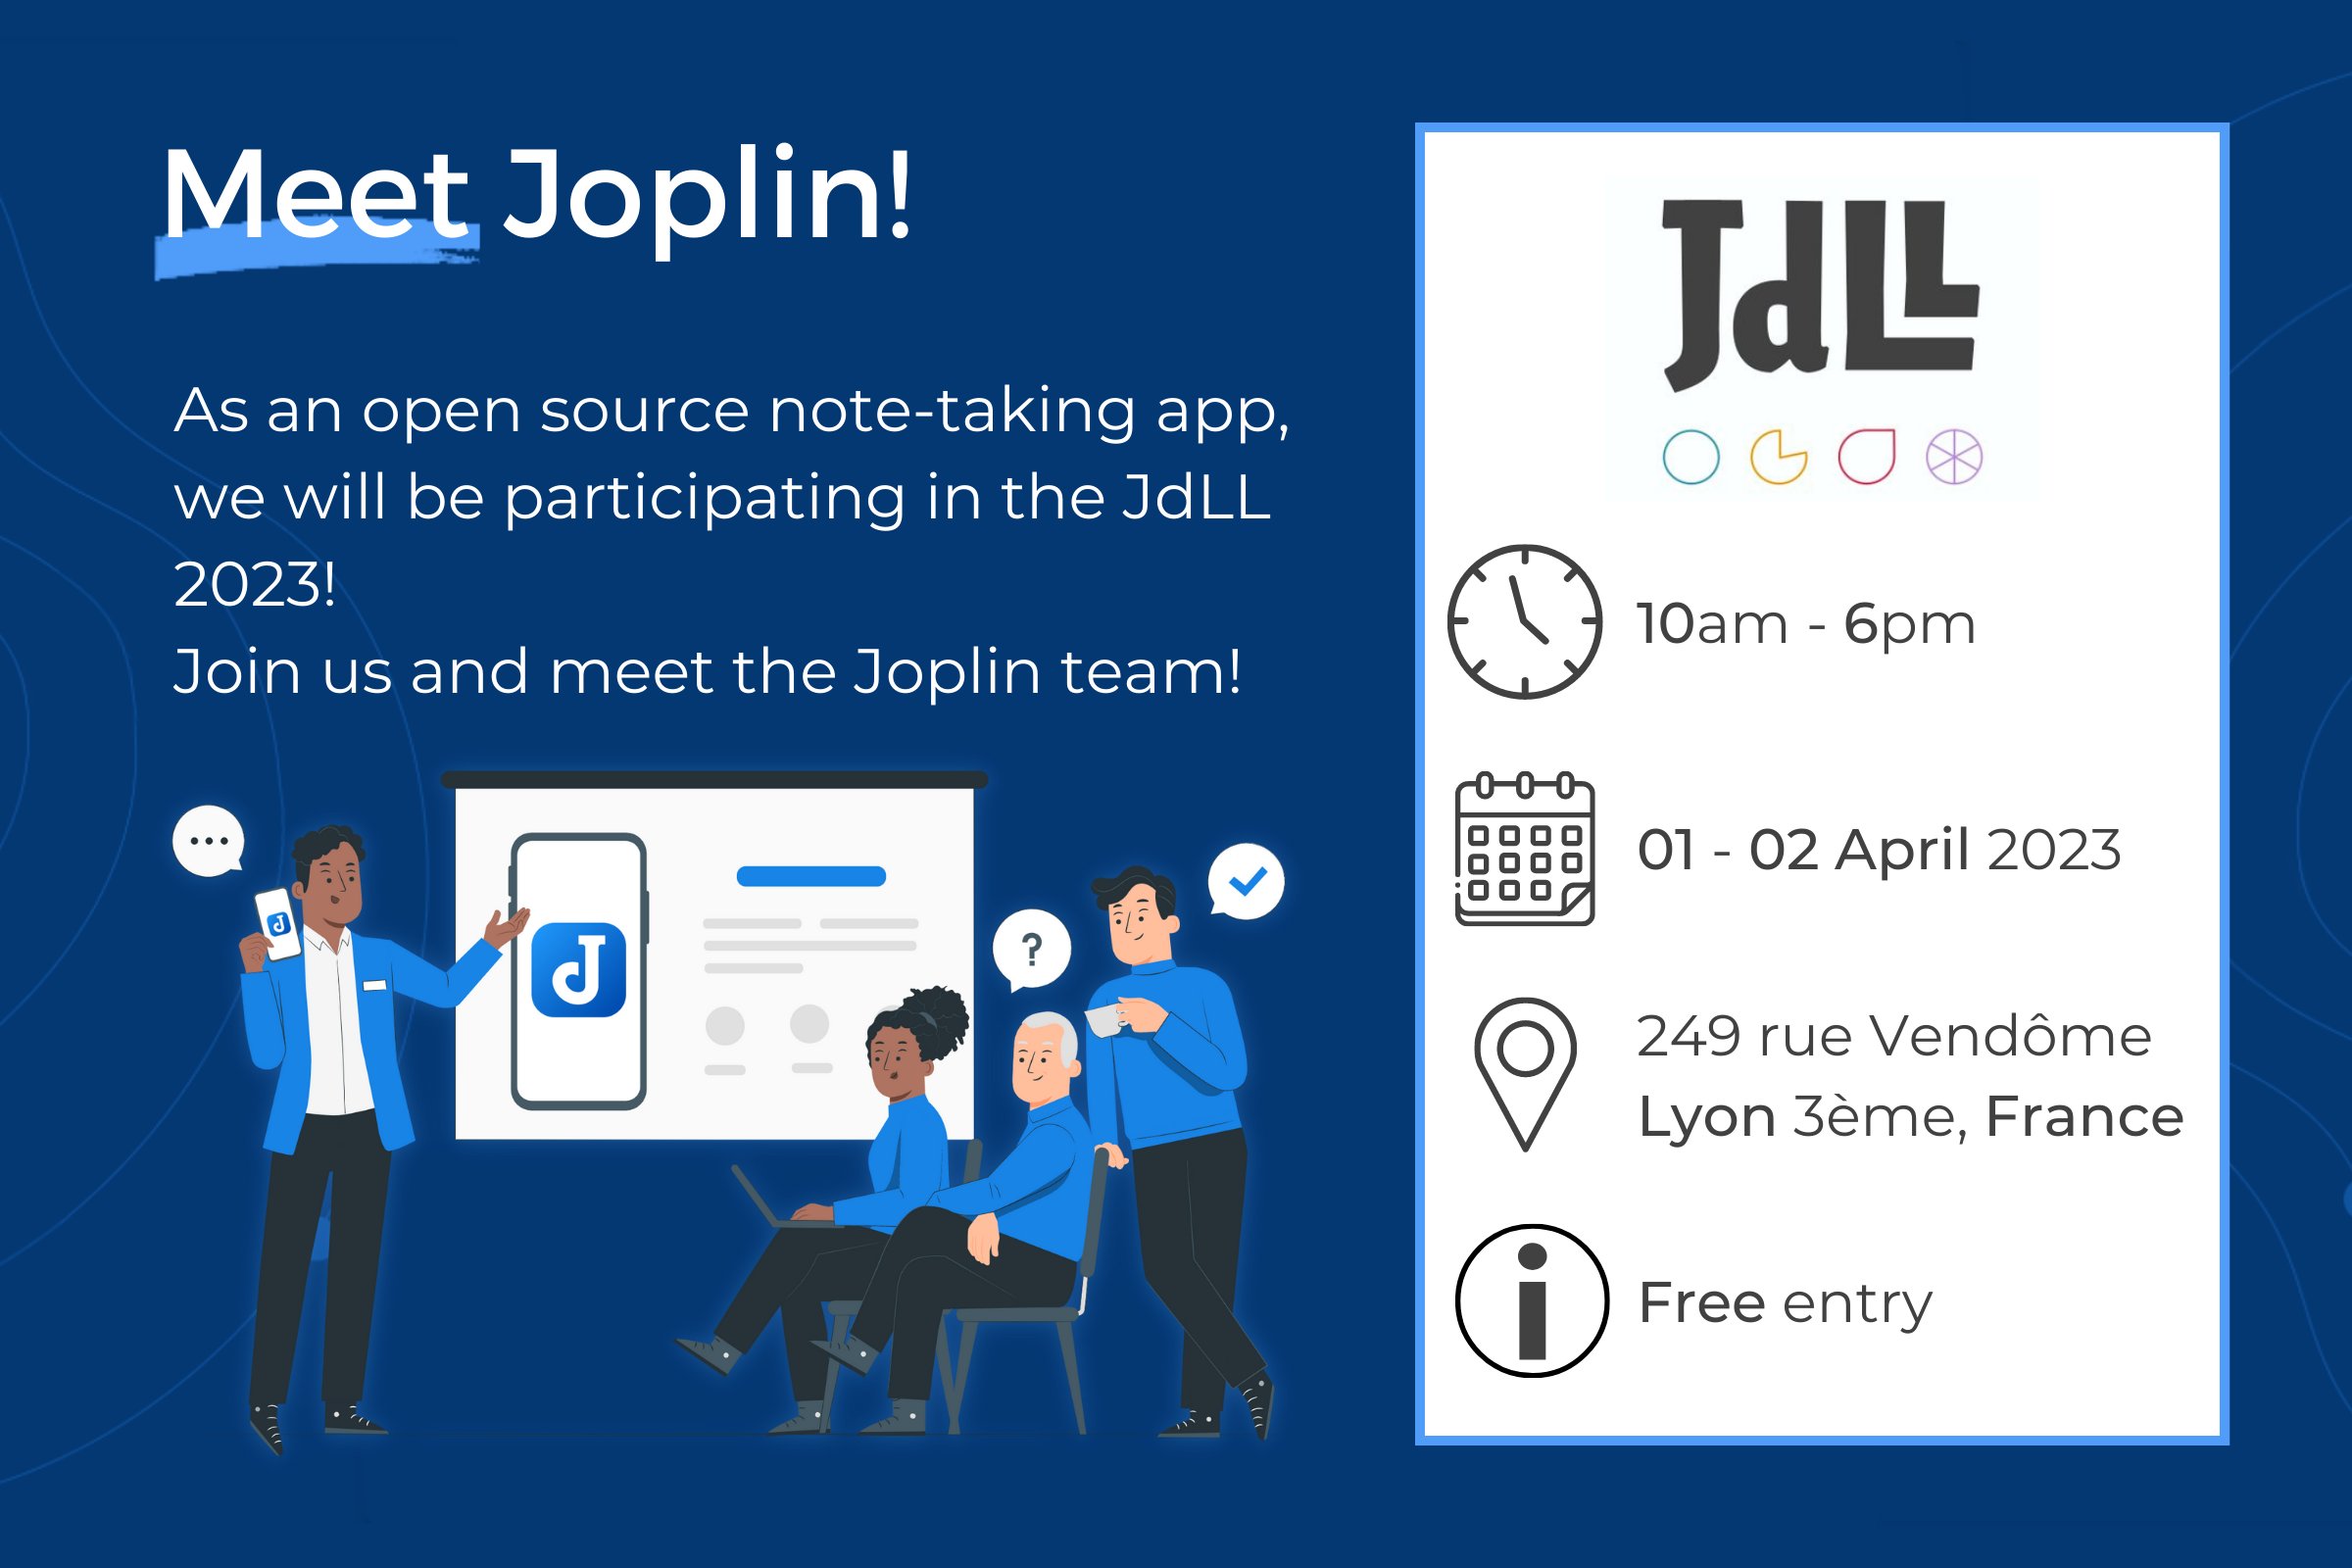 Meet Joplin!
As an open source note-taking app,
we will be participating in the JdLL
2023!
Join us and meet the Joplin team!
...
J
J
?
JdLL
10am - 6pm
01 - 02 April 2023
249 rue Vendôme
Lyon 3ème, France
i
Free entry